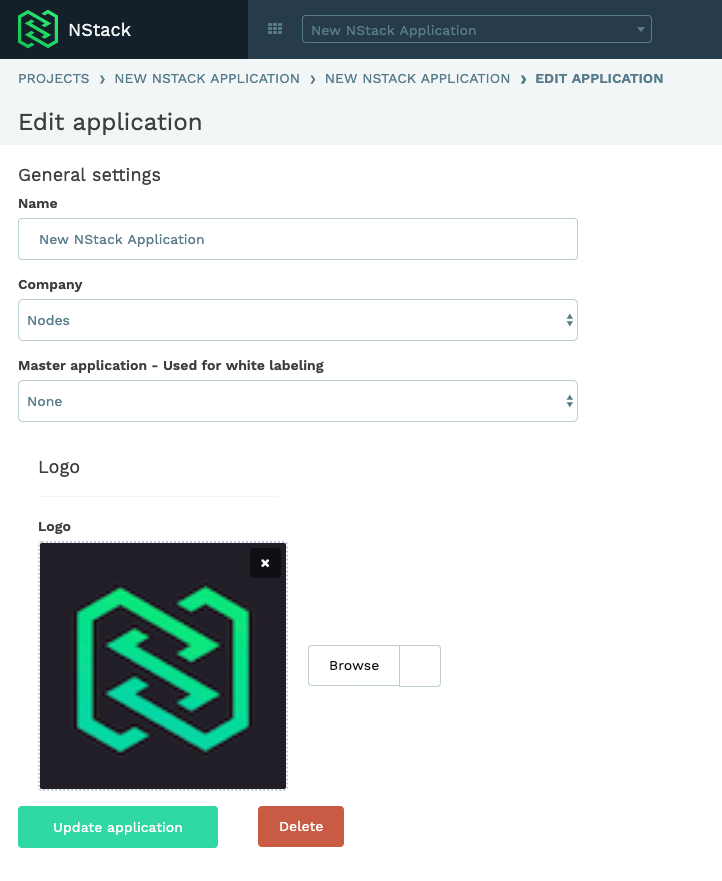 NStack
New NStack Application
PROJECTS › NEW NSTACK APPLICATION › NEW NSTACK APPLICATION › EDIT APPLICATION
Edit application
General settings
Name
New NStack Application
Company
Nodes
Master application - Used for white labeling
None
Logo
Logo
Browse
Update application
Delete